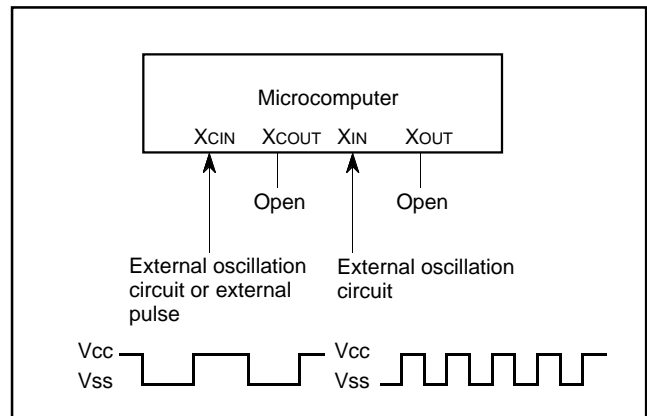 Microcomputer
XCIN XCOUT XIN XOUT
Open Open
External oscillation
circuit or external
pulse
External oscillation
circuit
Vcc
Vss
Vcc
Vss